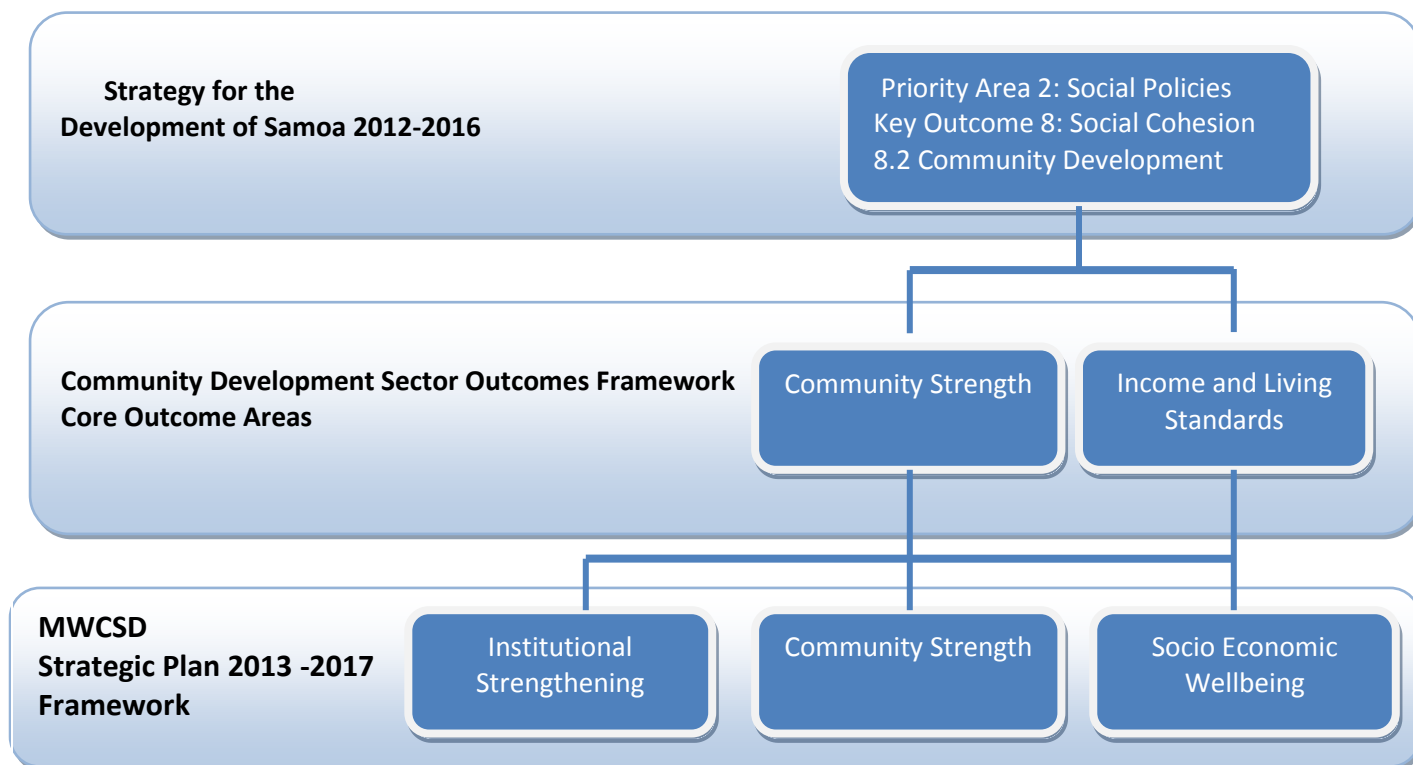 Strategy for the
Development of Samoa 2012-2016
Priority Area 2: Social Policies
Key Outcome 8: Social Cohesion
8.2 Community Development
Community Development Sector Outcomes Framework
Core Outcome Areas
Community Strength
Income and Living
Standards
MWCSD
Strategic Plan 2013 -2017
Framework
Institutional
Strengthening
Community Strength
Socio Economic
Wellbeing